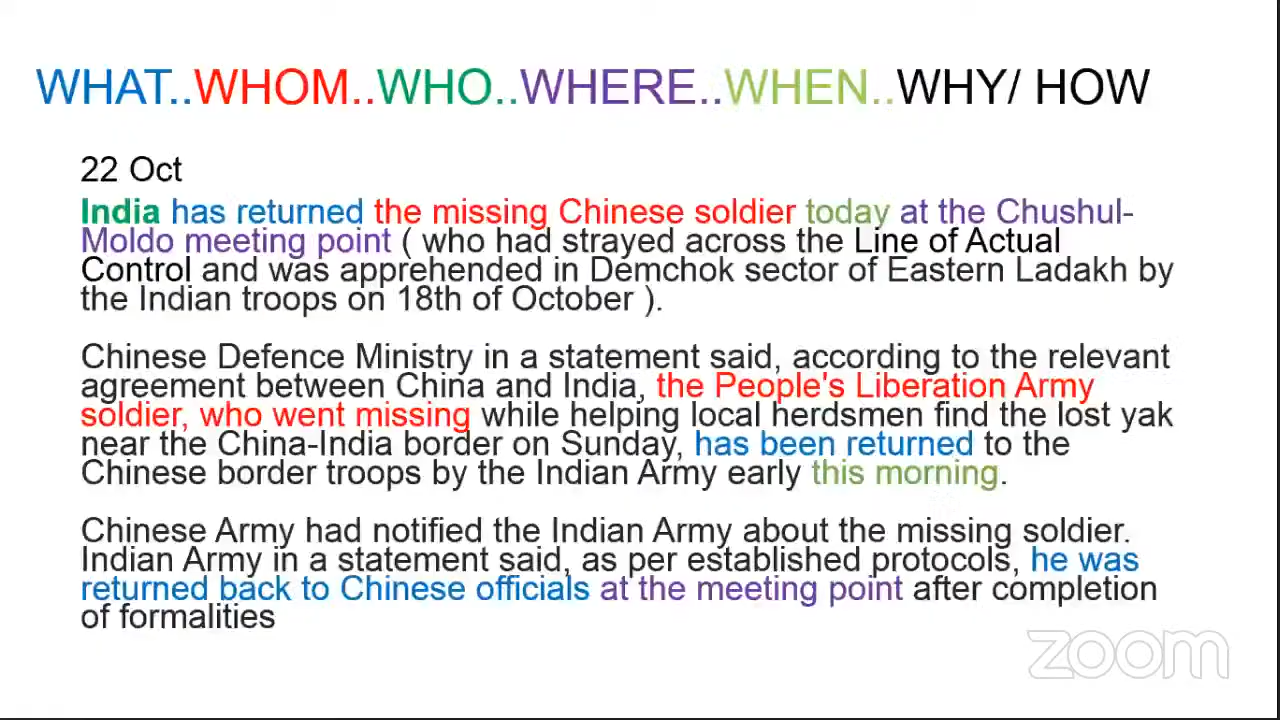 WHAT..WHOM..WHO..WHERE..WHEN..WHY/ HOW
22 Oct
India has returned the missing Chinese soldier today at the Chushul-
Moldo meeting point ( who had strayed across the Line of Actual
Control and was apprehended in Demchok sector of Eastern Ladakh by
the Indian troops on 18th of October ).
Chinese Defence Ministry in a statement said, according to the relevant
agreement between China and India, the People's Liberation Army
soldier, who went missing while helping local herdsmen find the lost yak
near the China-India border on Sunday, has been returned to the
Chinese border troops by the Indian Army early this morning.
Chinese Army had notified the Indian Army about the missing soldier.
Indian Army in a statement said, as per established protocols, he was
returned back to Chinese officials at the meeting point after completion
of formalities
zoom